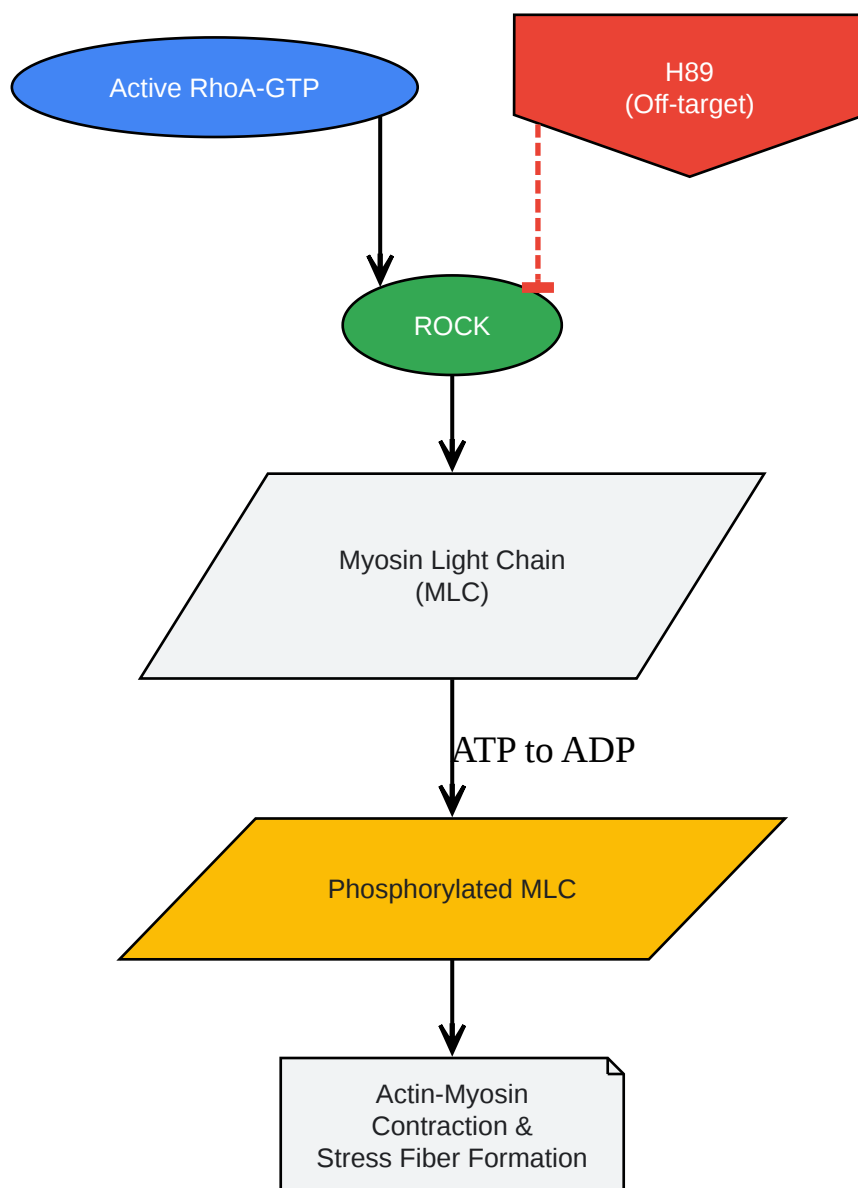 Active RhoA-GTP
H89
(Off-target)
ROCK
Myosin Light Chain
(MLC)
ATP to ADP
Phosphorylated MLC
Actin-Myosin
Contraction &
Stress Fiber Formation